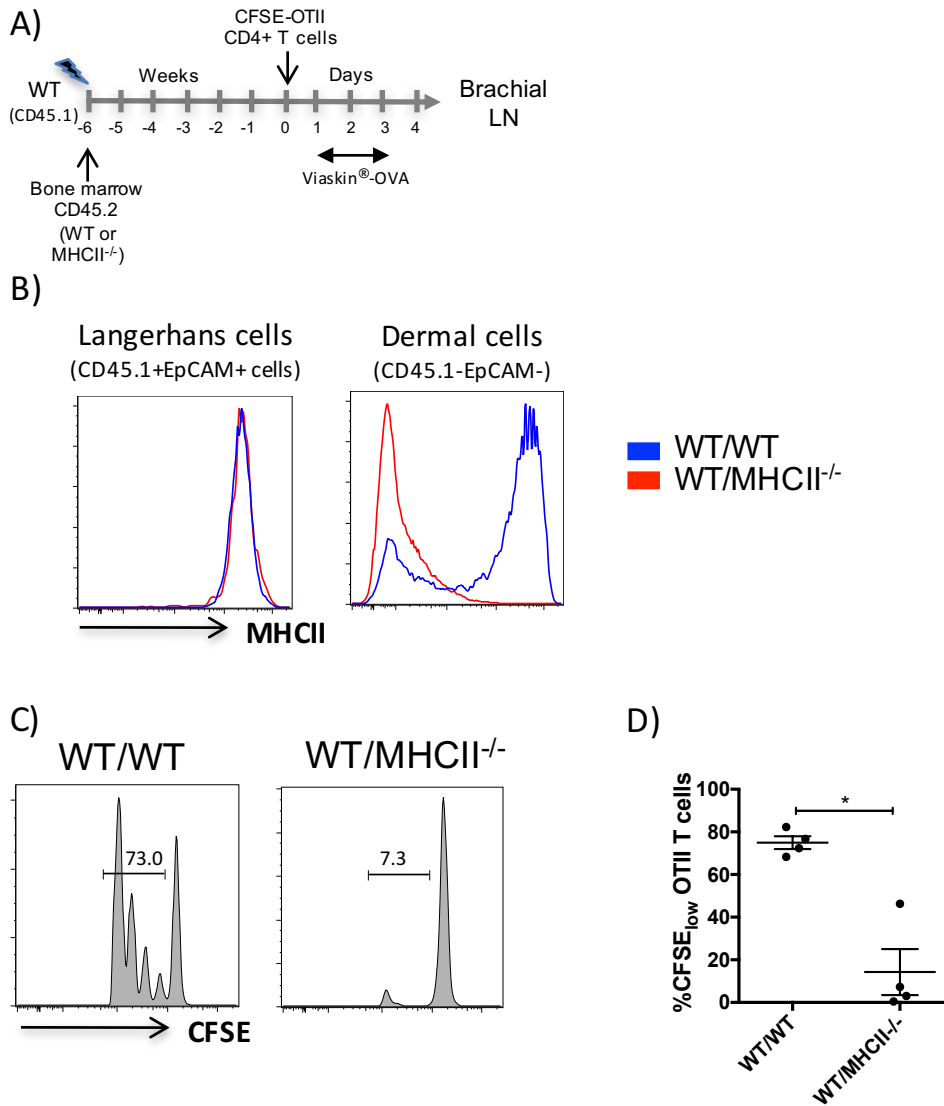 A)
CFSE-OTII
CD4+ T cells
WT
(CD45.1)
Weeks
Days
Brachial
LN
-6 -5 -4 -3 -2 -1 0 1 2 3 4
Viaskin®-OVA
Bone marrow
CD45.2
(WT or
MHCII-/-)
B)
Langerhans cells
(CD45.1+EpCAM+ cells)
Dermal cells
(CD45.1-EpCAM-)
WT/WT
WT/MHCII-/-
MHCII
C)
WT/WT
WT/MHCII-/-
73.0
7.3
CFSE
D)
%CFSElow OTII T cells
100
80
60
40
20
0
*
WT/WT
WT/MHCII-/-